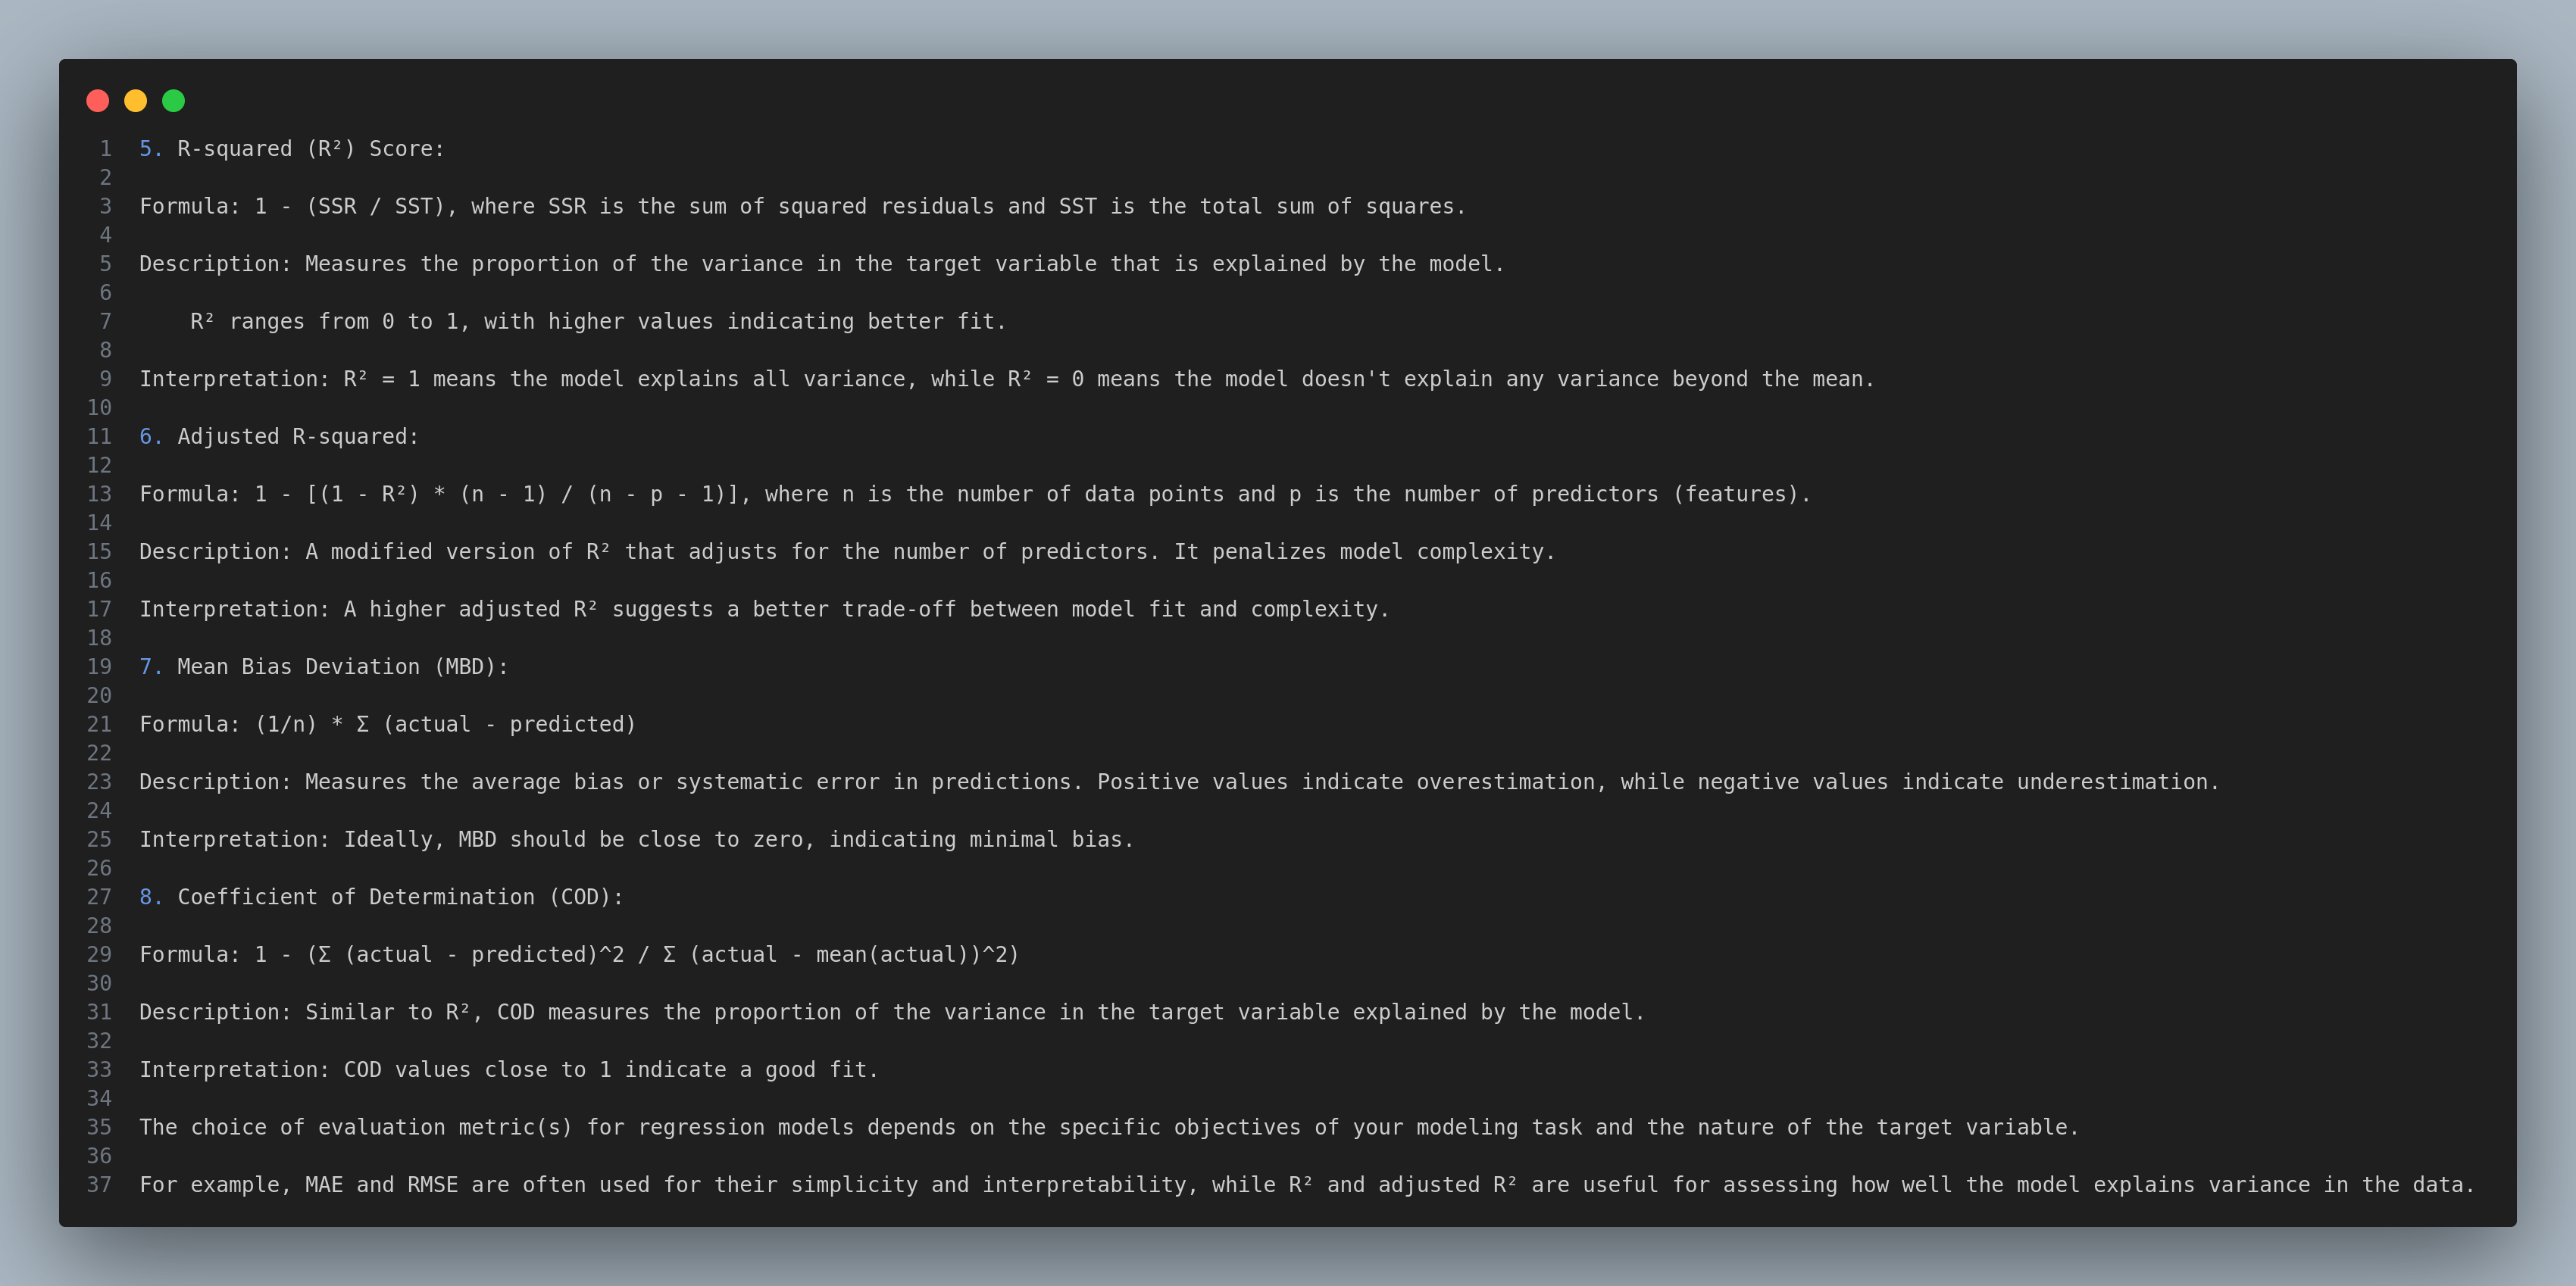 1 5. R-squared (R²) Score:
2
3 Formula: 1 - (SSR / SST), where SSR is the sum of squared residuals and SST is the total sum of squares.
4
5 Description: Measures the proportion of the variance in the target variable that is explained by the model.
6
7     R² ranges from 0 to 1, with higher values indicating better fit.
8
9 Interpretation: R² = 1 means the model explains all variance, while R² = 0 means the model doesn't explain any variance beyond the mean.
10
11 6. Adjusted R-squared:
12
13 Formula: 1 - [(1 - R²) * (n - 1) / (n - p - 1)], where n is the number of data points and p is the number of predictors (features).
14
15 Description: A modified version of R² that adjusts for the number of predictors. It penalizes model complexity.
16
17 Interpretation: A higher adjusted R² suggests a better trade-off between model fit and complexity.
18
19 7. Mean Bias Deviation (MBD):
20
21 Formula: (1/n) * Σ (actual - predicted)
22
23 Description: Measures the average bias or systematic error in predictions. Positive values indicate overestimation, while negative values indicate underestimation.
24
25 Interpretation: Ideally, MBD should be close to zero, indicating minimal bias.
26
27 8. Coefficient of Determination (COD):
28
29 Formula: 1 - (Σ (actual - predicted)^2 / Σ (actual - mean(actual))^2)
30
31 Description: Similar to R², COD measures the proportion of the variance in the target variable explained by the model.
32
33 Interpretation: COD values close to 1 indicate a good fit.
34
35 The choice of evaluation metric(s) for regression models depends on the specific objectives of your modeling task and the nature of the target variable.
36
37 For example, MAE and RMSE are often used for their simplicity and interpretability, while R² and adjusted R² are useful for assessing how well the model explains variance in the data.